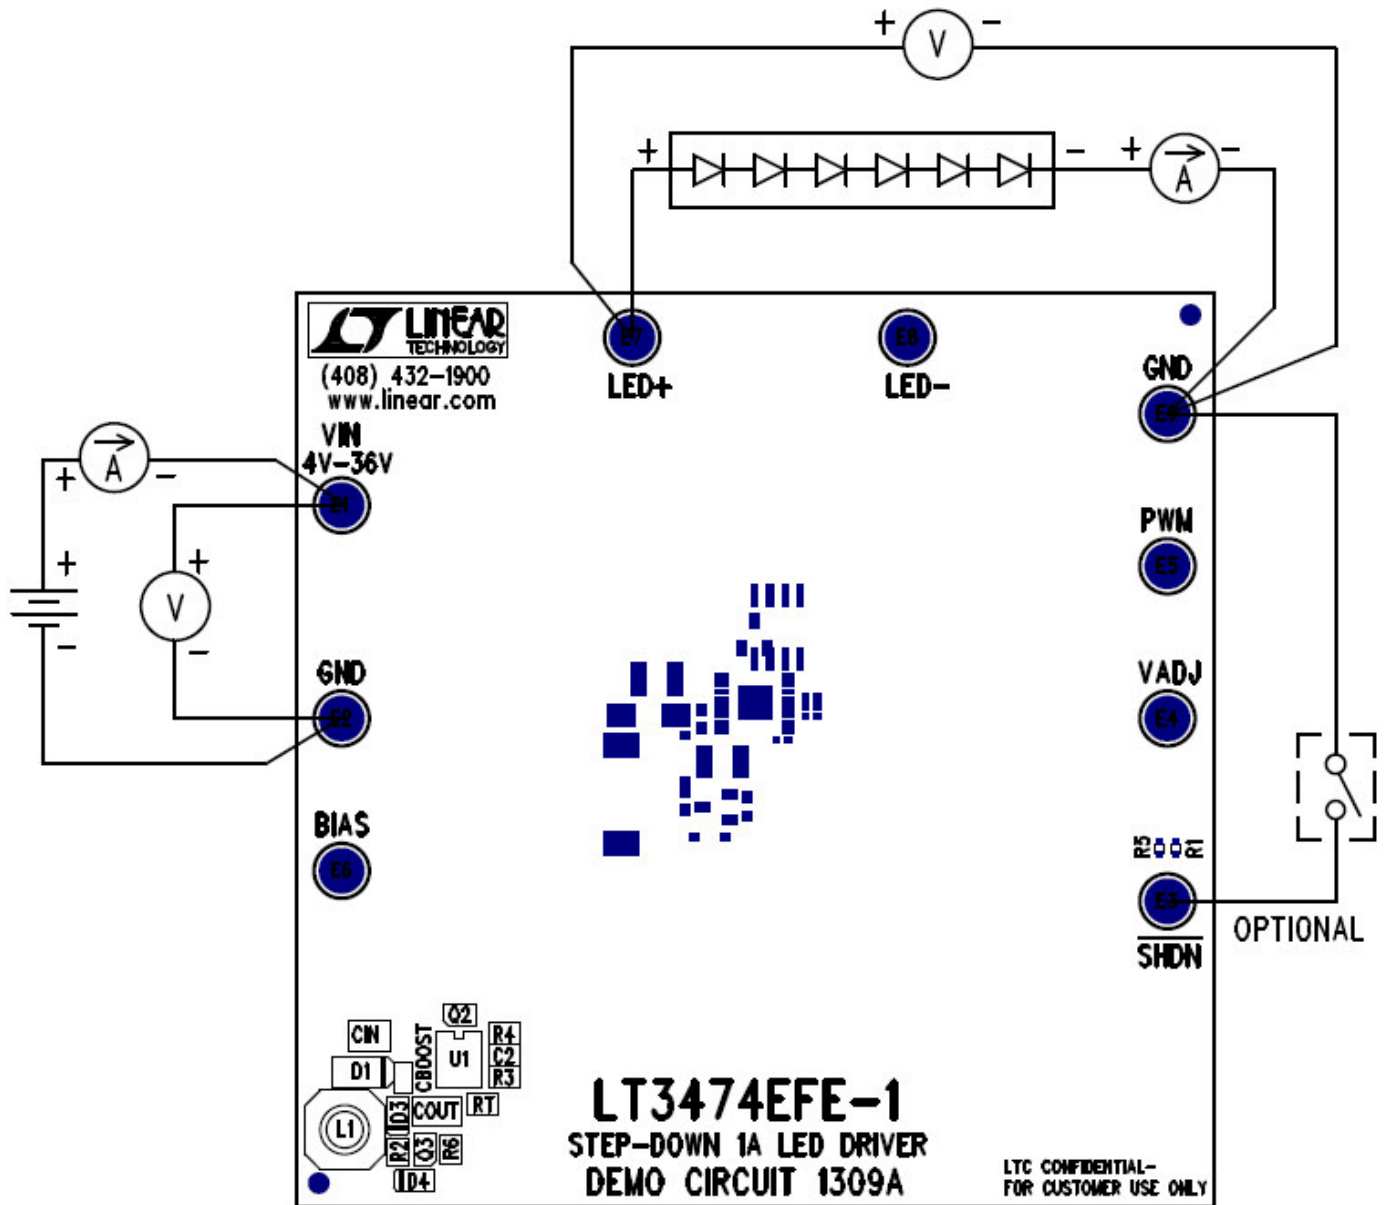 + V -
+ - + A -
LINEAR
TECHNOLOGY
(408) 432-1900
www.linear.com
E7
LED+
E8
LED-
GND
VIN
4V-36V
+ A -
+
V
+
-
-
PWM
E5
GND
E2
VADJ
E4
BIAS
E6
R5
R1
E3
SHDN
OPTIONAL
CIN
D1
CBOOST
Q2
U1
R4
C2
R3
RT
L1
D3
COUT
R2
Q3
R6
D4
LT3474EFE-1
STEP-DOWN 1A LED DRIVER
DEMO CIRCUIT 1309A
LTC CONFIDENTIAL-
FOR CUSTOMER USE ONLY